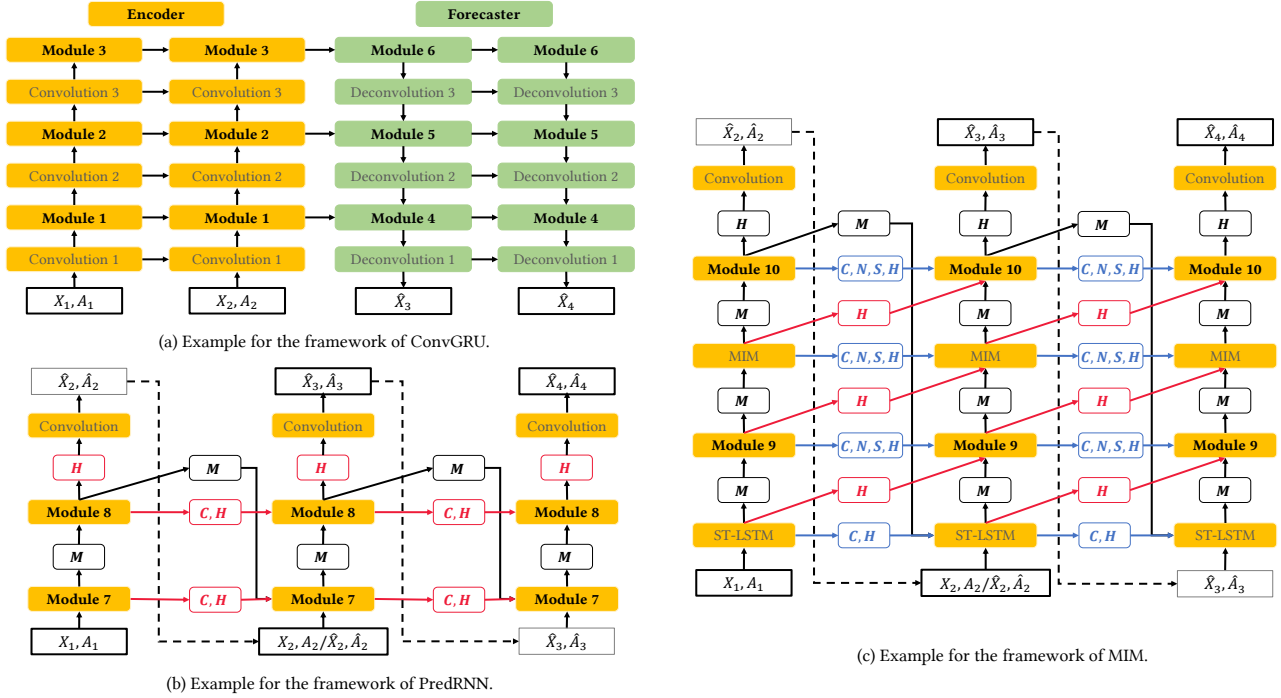 Encoder Forecaster
Module 3 Module 3 Module 6 Module 6
Convolution 3 Convolution 3 Deconvolution 3 Deconvolution 3
Module 2 Module 2 Module 5 Module 5
Convolution 2 Convolution 2 Deconvolution 2 Deconvolution 2
Module 1 Module 1 Module 4 Module 4
Convolution 1 Convolution 1 Deconvolution 1 Deconvolution 1
X₁, A₁ X₂, A₂ X̂₃ X̂₄
(a) Example for the framework of ConvGRU.
X̂₂, Â₂ X̂₃, Â₃ X̂₄, Â₄
Convolution Convolution Convolution
H H H
M M
Module 8 C, H Module 8 C, H Module 8
M M M
Module 7 C, H Module 7 C, H Module 7
X₁, A₁ X₂, A₂/X̂₂, Â₂ X̂₃, Â₃
(b) Example for the framework of PredRNN.
X̂₂, Â₂ X̂₃, Â₃ X̂₄, Â₄
Convolution Convolution Convolution
H M H M H
Module 10 C, N, S, H Module 10 C, N, S, H Module 10
M H M H M
MIM C, N, S, H MIM C, N, S, H MIM
M H M H M
Module 9 C, N, S, H Module 9 C, N, S, H Module 9
M H M H M
ST-LSTM C, H ST-LSTM C, H ST-LSTM
X₁, A₁ X₂, A₂/X̂₂, Â₂ X̂₃, Â₃
(c) Example for the framework of MIM.